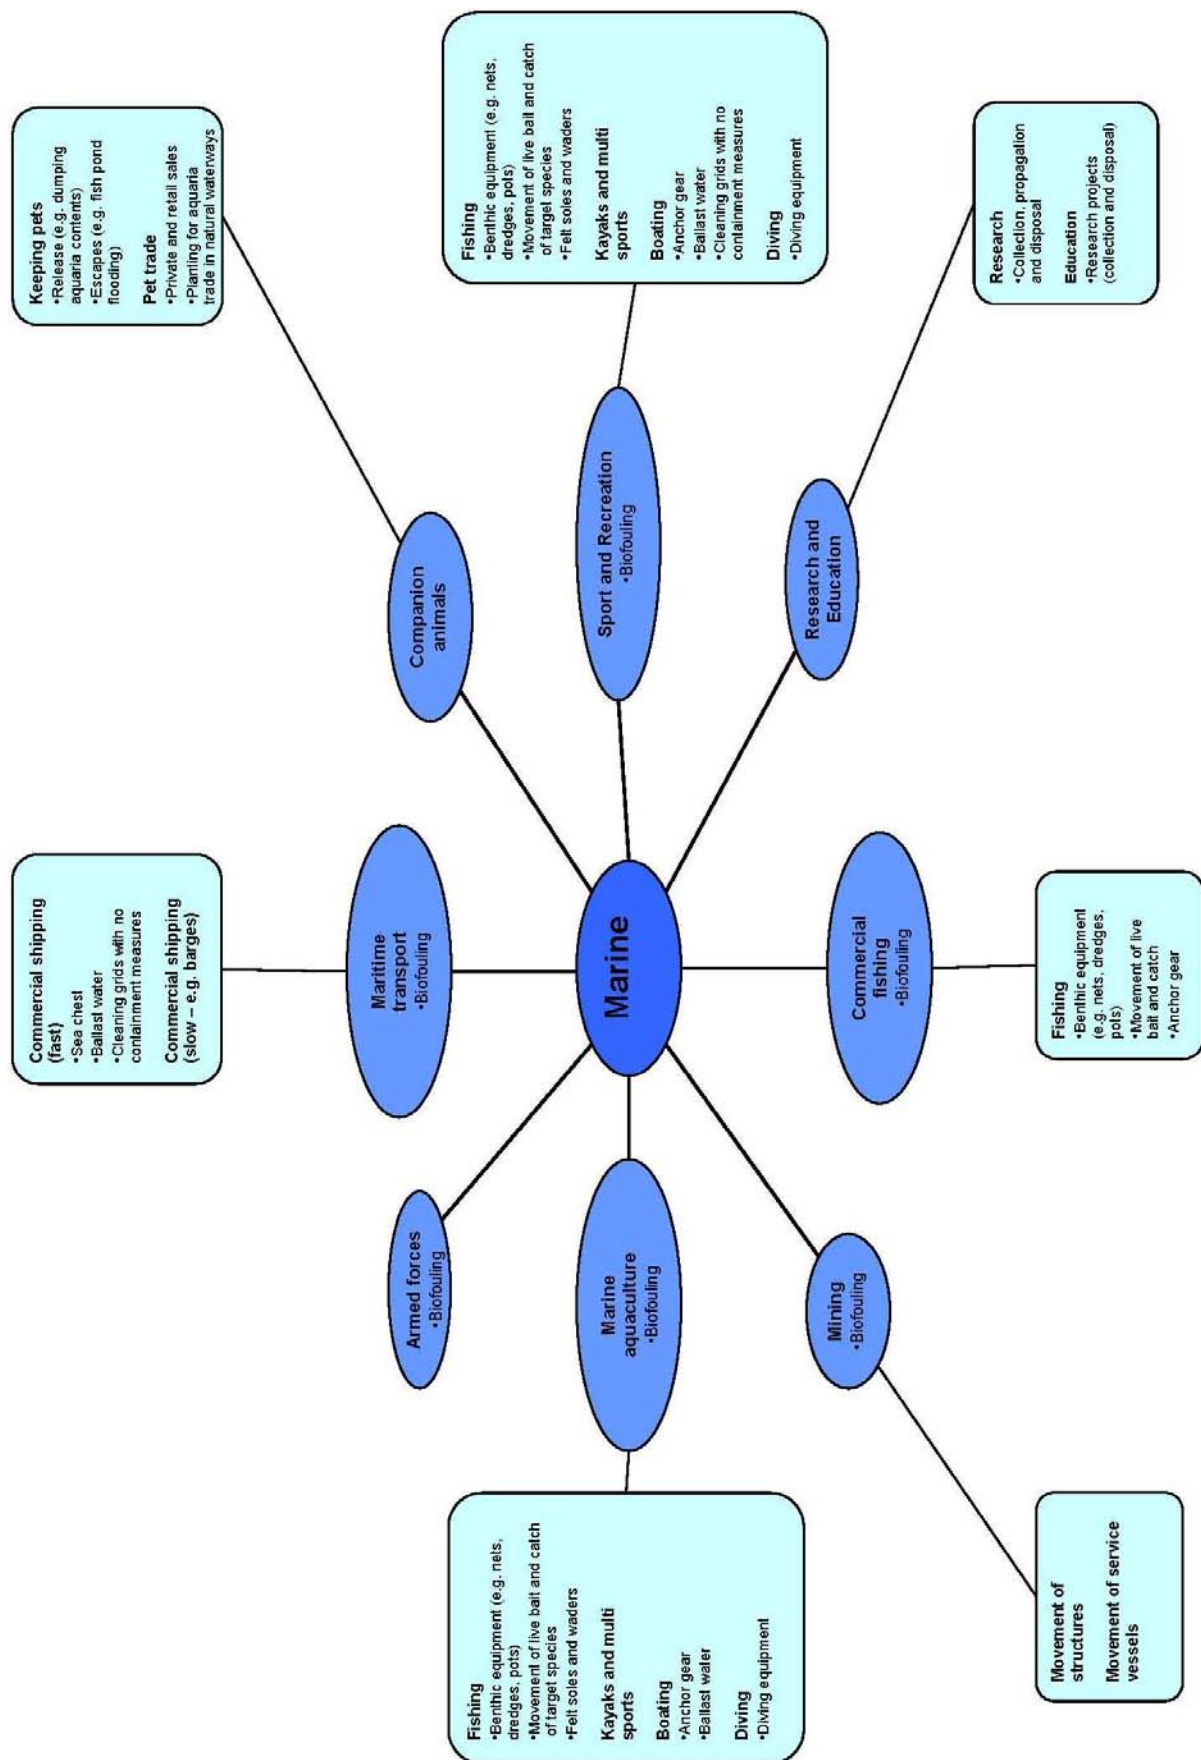 Commercial shipping
(fast)
•Sea chest
•Ballast water
•Cleaning grids with no
containment measures
Commercial shipping
(slow – e.g. barges)
Keeping pets
•Release (e.g. dumping
aquaria contents)
•Escapes (e.g. fish pond
flooding)
Pet trade
•Private and retail sales
•Planting for aquaria
trade in natural waterways
Armed forces
•Biofouling
Maritime
transport
•Biofouling
Companion
animals
Fishing
•Benthic equipment (e.g. nets,
dredges, pots)
•Movement of live bait and catch
of target species
•Felt soles and waders
Kayaks and multi
sports
Boating
•Anchor gear
•Ballast water
Diving
•Diving equipment
Marine
aquaculture
•Biofouling
Marine
Sport and Recreation
•Biofouling
Fishing
•Benthic equipment (e.g. nets,
dredges, pots)
•Movement of live bait and catch
of target species
•Felt soles and waders
Kayaks and multi
sports
Boating
•Anchor gear
•Ballast water
•Cleaning grids with no
containment measures
Diving
•Diving equipment
Mining
•Biofouling
Commercial
fishing
•Biofouling
Research and
Education
Movement of
structures
Movement of service
vessels
Fishing
•Benthic equipment
(e.g. nets, dredges,
pots)
•Movement of live
bait and catch
•Anchor gear
Research
•Collection, propagation
and disposal
Education
•Research projects
(collection and disposal)